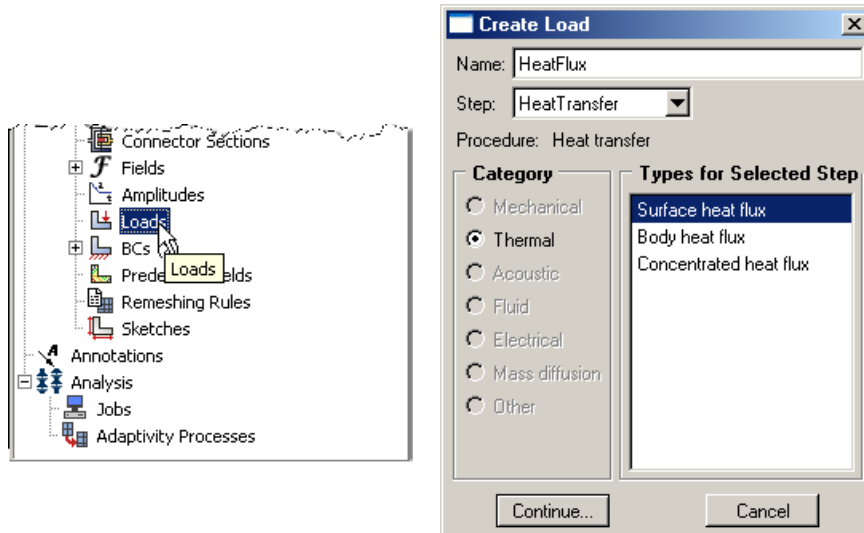 Connector Sections
Fields
Amplitudes
Loads
BCs
Loads
Remeshing Rules
Sketches
Annotations
Analysis
Jobs
Adaptivity Processes
Create Load
Name: HeatFlux
Step: HeatTransfer
Procedure: Heat transfer
Category
Mechanical
Thermal
Acoustic
Fluid
Electrical
Mass diffusion
Other
Types for Selected Step
Surface heat flux
Body heat flux
Concentrated heat flux
Continue...
Cancel